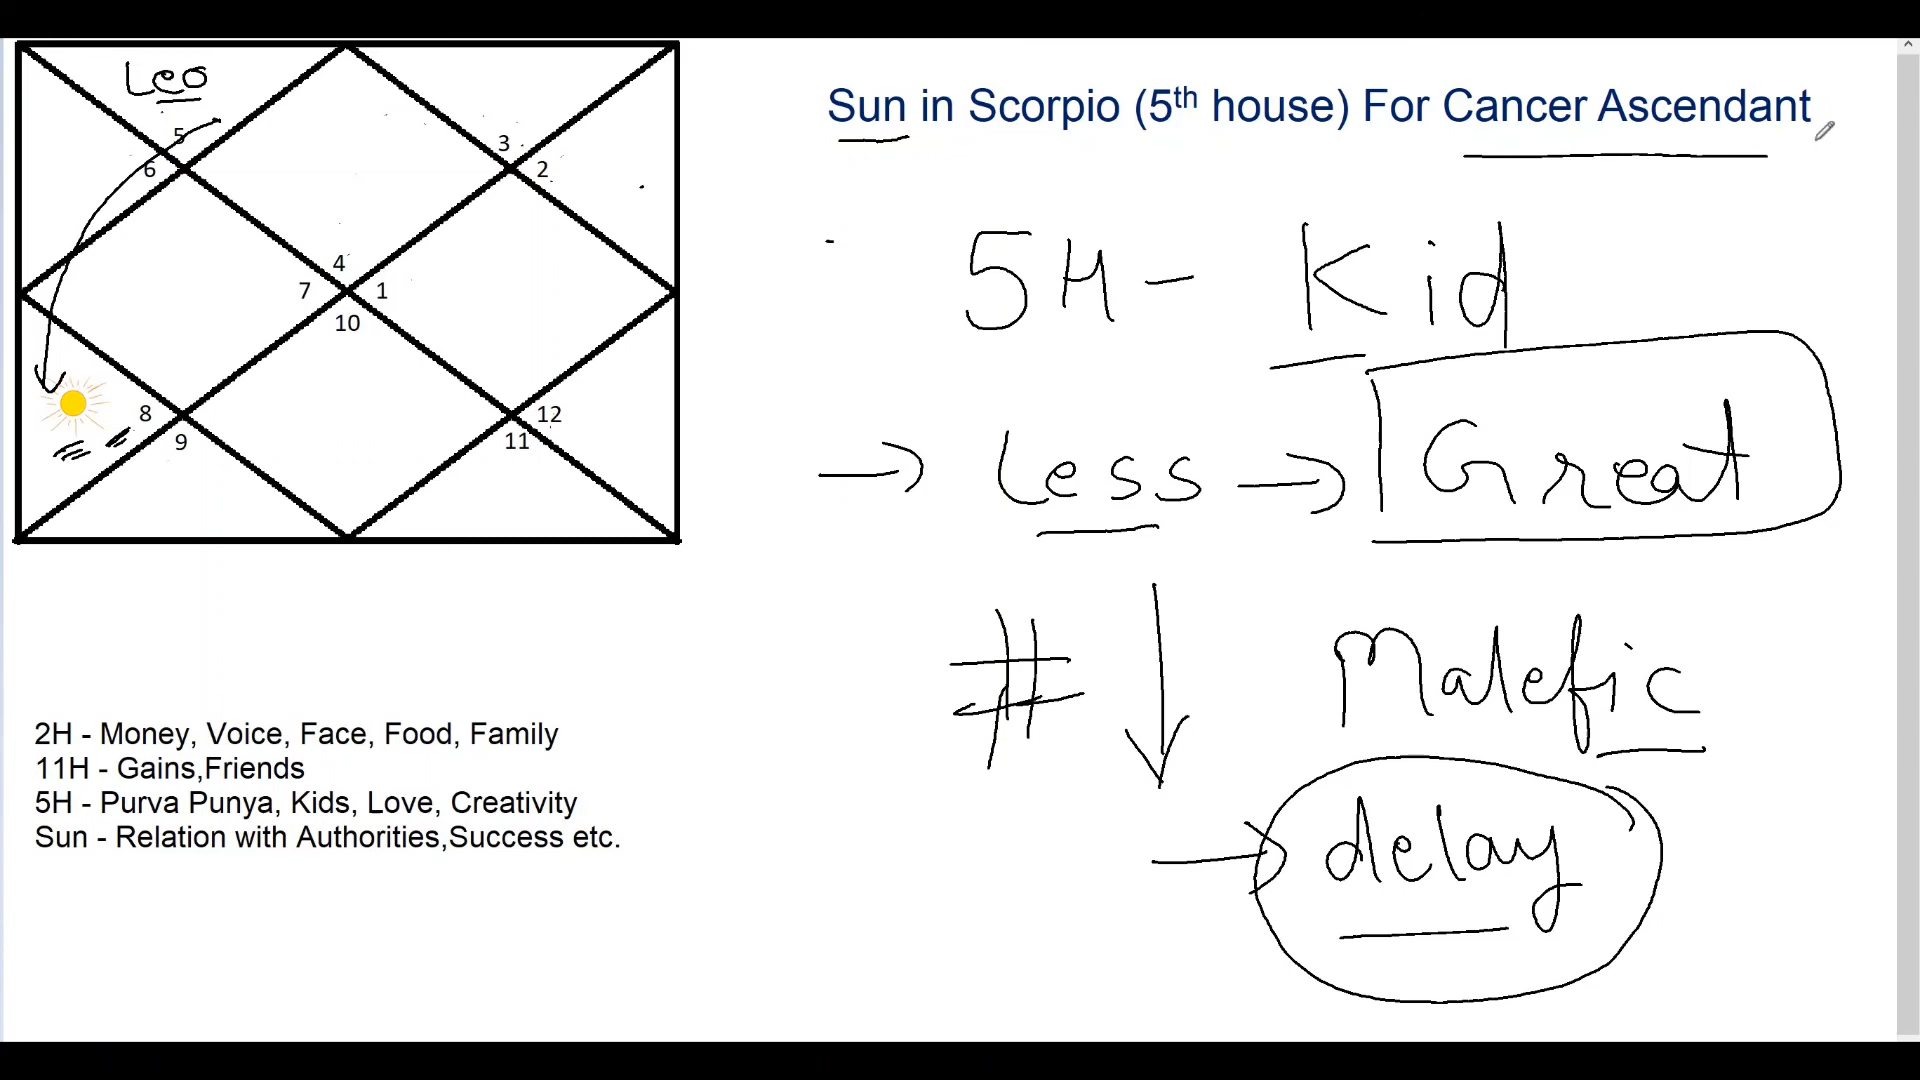 Leo
5
6
3
2
4
7
1
10
8
9
12
11
Sun in Scorpio (5th house) For Cancer Ascendant
5H - Kid
→ Less → Great
# ↓ Malefic
→ delay
2H - Money, Voice, Face, Food, Family
11H - Gains,Friends
5H - Purva Punya, Kids, Love, Creativity
Sun - Relation with Authorities,Success etc.